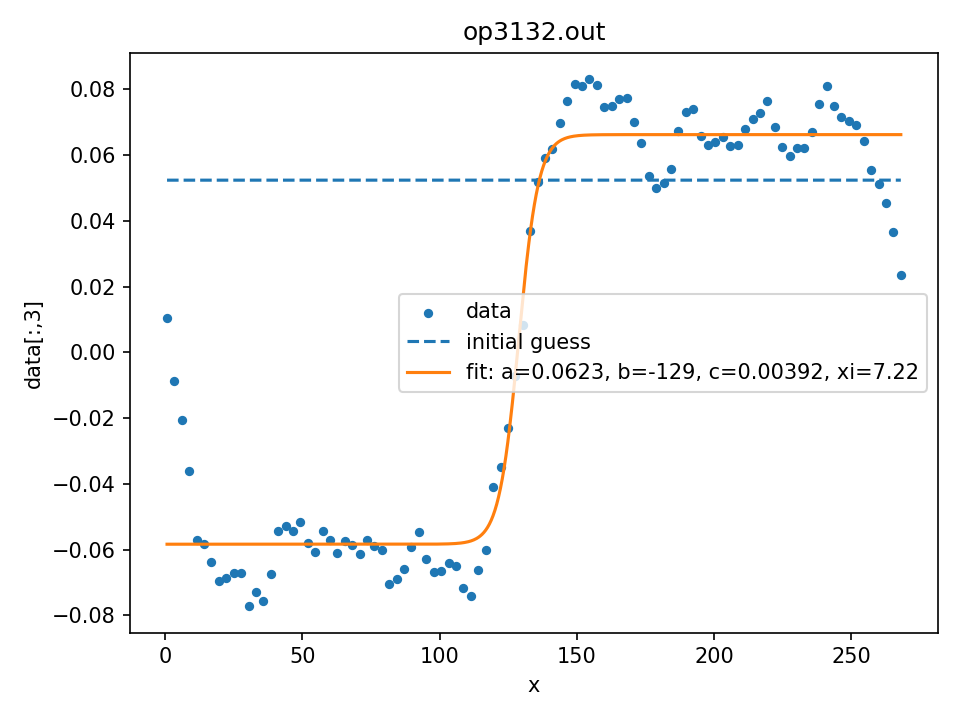 op3132.out
0.08
0.06
0.04
0.02
0.00
−0.02
−0.04
−0.06
−0.08
data[:,3]
data
initial guess
fit: a=0.0623, b=-129, c=0.00392, xi=7.22
0 50 100 150 200 250
x